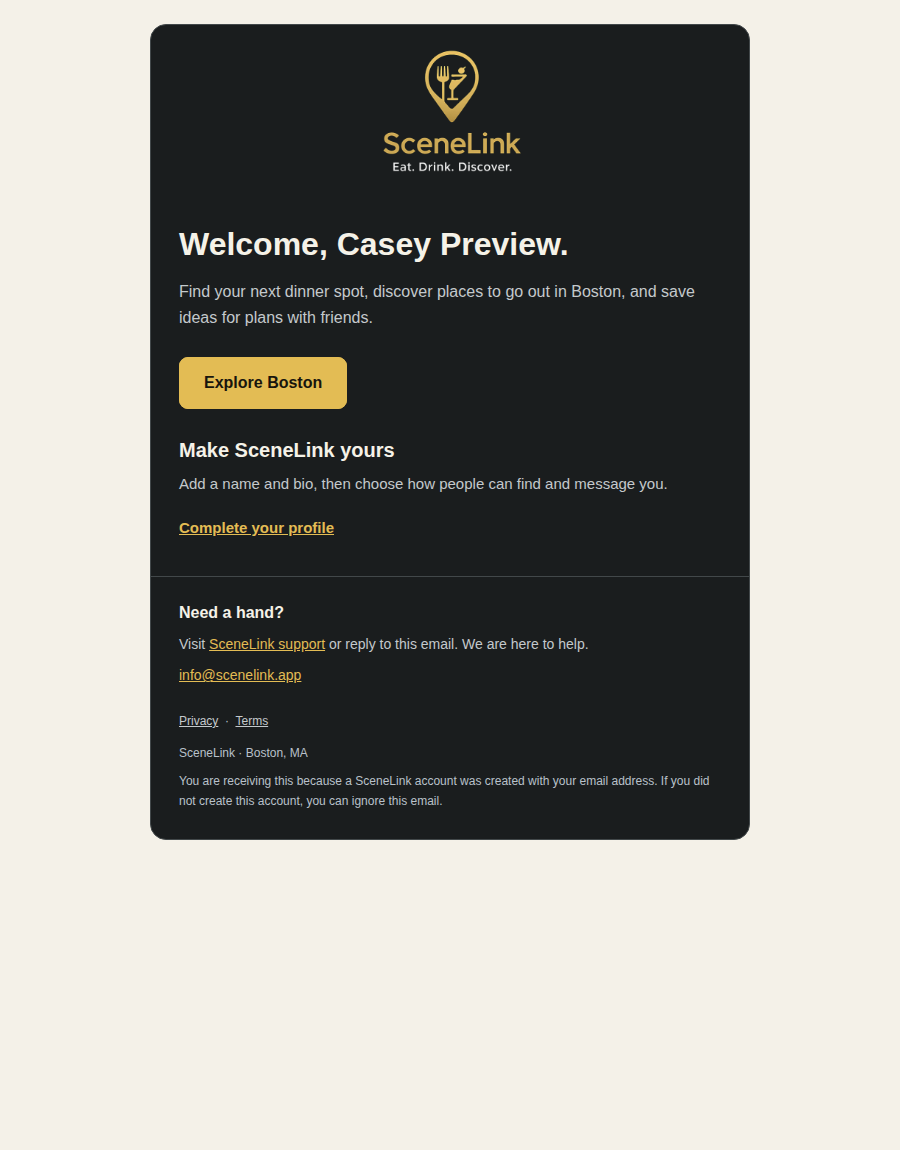 SceneLink
Eat. Drink. Discover.
Welcome, Casey Preview.
Find your next dinner spot, discover places to go out in Boston, and save
ideas for plans with friends.
Explore Boston
Make SceneLink yours
Add a name and bio, then choose how people can find and message you.
Complete your profile
Need a hand?
Visit SceneLink support or reply to this email. We are here to help.
info@scenelink.app
Privacy · Terms
SceneLink · Boston, MA
You are receiving this because a SceneLink account was created with your email address. If you did
not create this account, you can ignore this email.